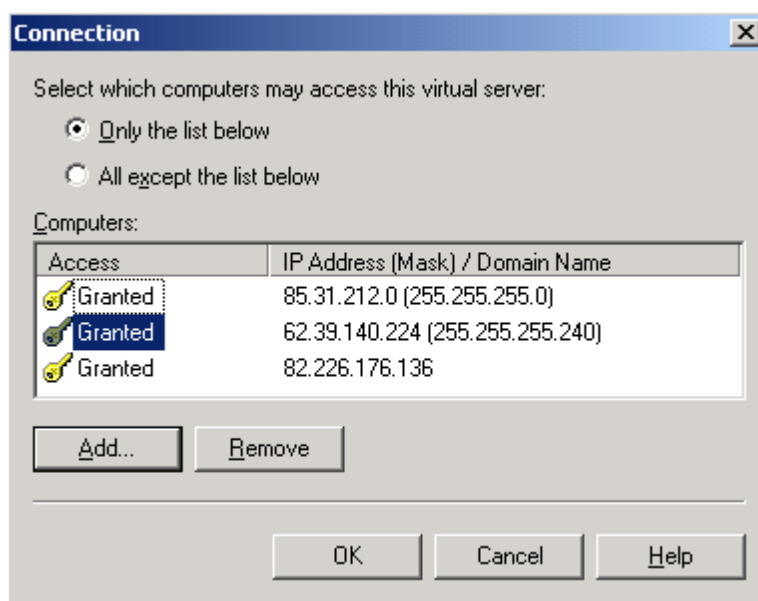 Connection
Select which computers may access this virtual server:
Only the list below
All except the list below
Computers:
Access IP Address (Mask) / Domain Name
Granted 85.31.212.0 (255.255.255.0)
Granted 62.39.140.224 (255.255.255.240)
Granted 82.226.176.136
Add... Remove
OK Cancel Help